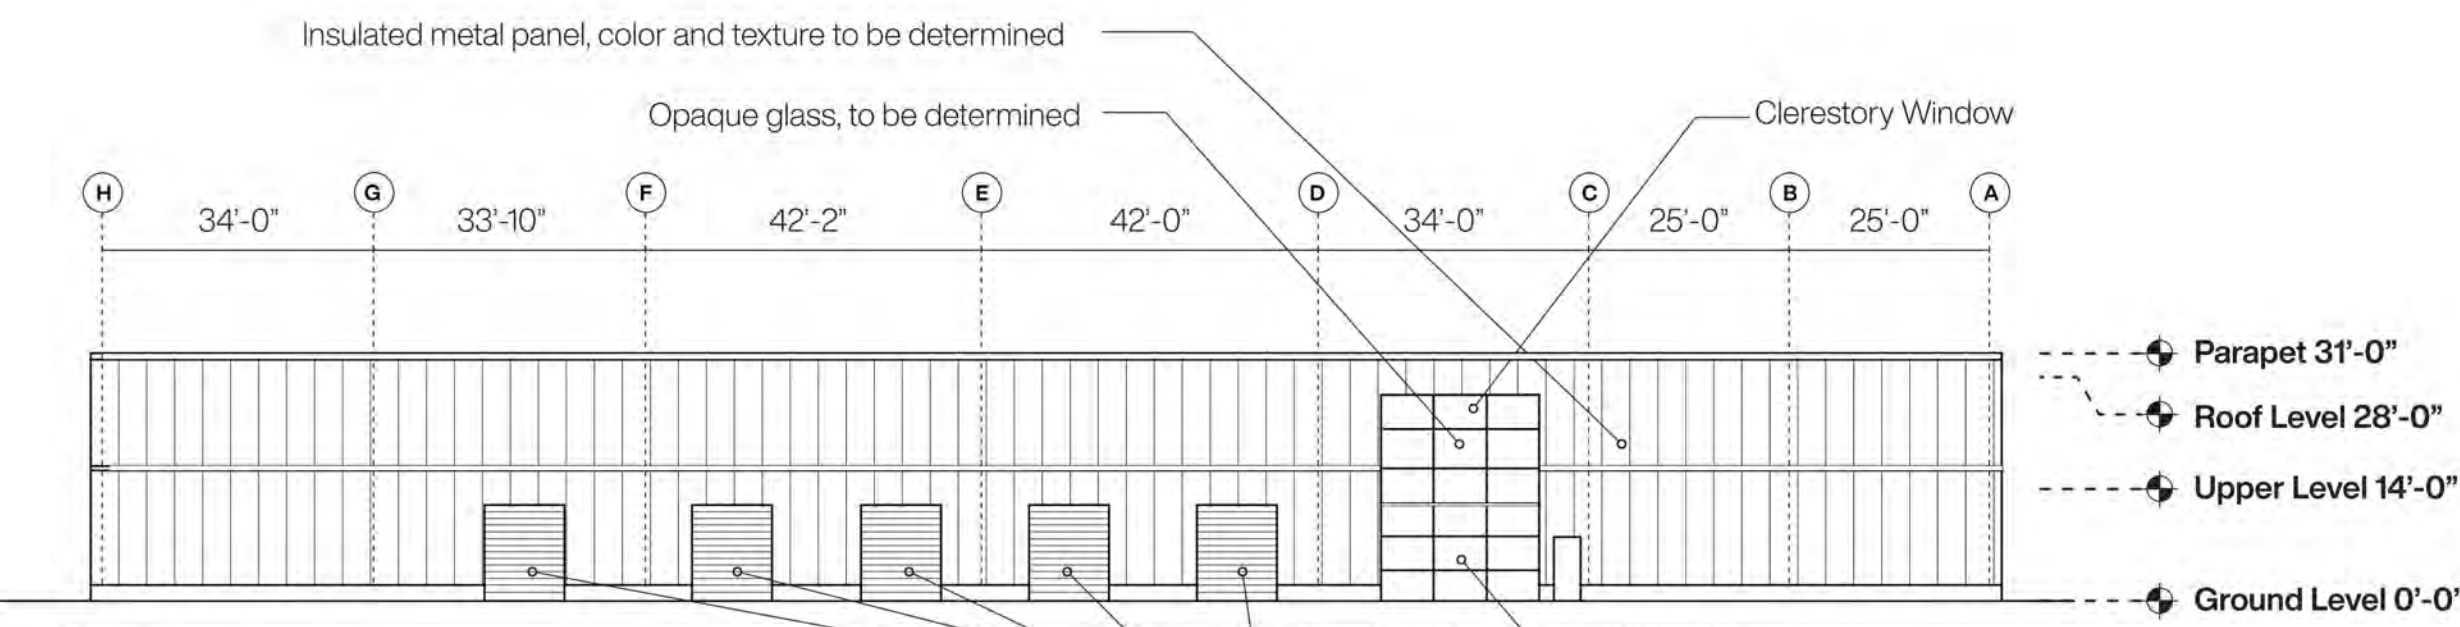 Insulated metal panel, color and texture to be determined
Opaque glass, to be determined
Clerestory Window
H G F E D C B A
34'-0" 33'-10" 42'-2" 42'-0" 34'-0" 25'-0" 25'-0"
Parapet 31'-0"
Roof Level 28'-0"
Upper Level 14'-0"
Ground Level 0'-0"